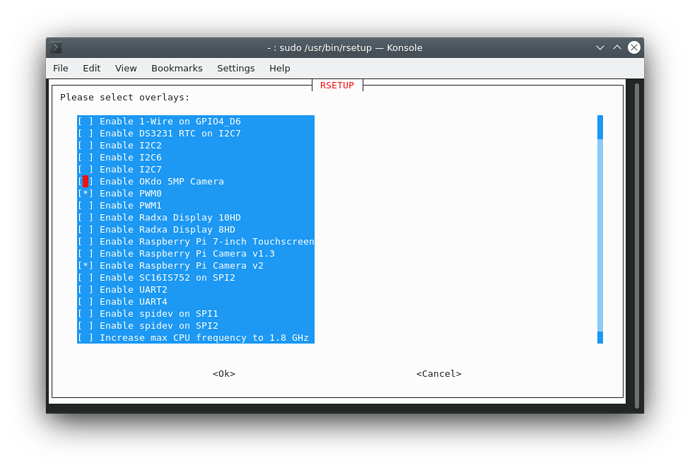 - : sudo /usr/bin/rsetup — Konsole
File Edit View Bookmarks Settings Help
RSETUP
Please select overlays:
[ ] Enable 1-Wire on GPIO4_D6
[ ] Enable DS3231 RTC on I2C7
[ ] Enable I2C2
[ ] Enable I2C6
[ ] Enable I2C7
[ ] Enable OKdo 5MP Camera
[*] Enable PWM0
[ ] Enable PWM1
[ ] Enable Radxa Display 10HD
[ ] Enable Radxa Display 8HD
[ ] Enable Raspberry Pi 7-inch Touchscreen
[ ] Enable Raspberry Pi Camera v1.3
[*] Enable Raspberry Pi Camera v2
[ ] Enable SC16IS752 on SPI2
[ ] Enable UART2
[ ] Enable UART4
[ ] Enable spidev on SPI1
[ ] Enable spidev on SPI2
[ ] Increase max CPU frequency to 1.8 GHz
<Ok> <Cancel>